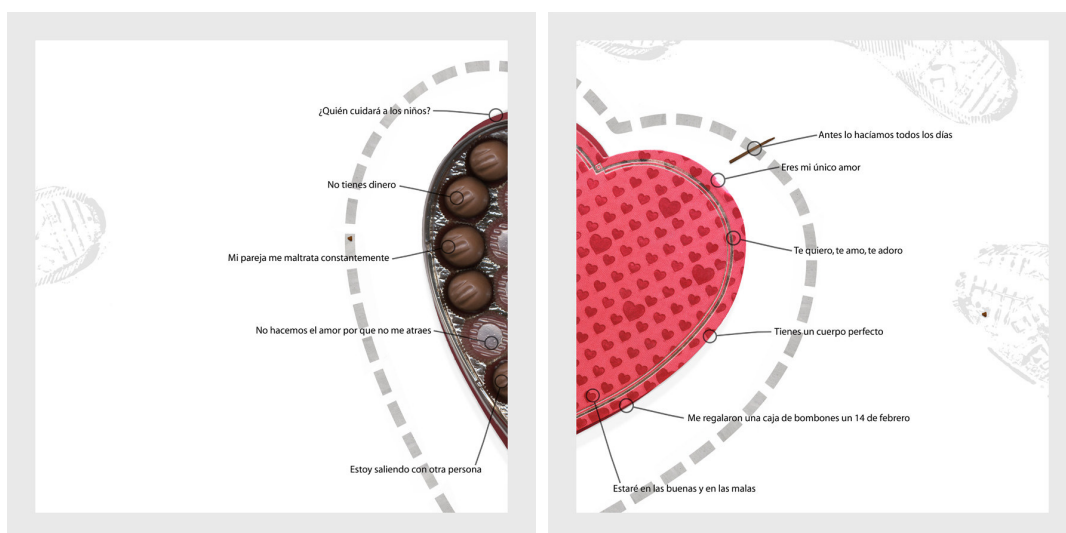 ¿Quién cuidará a los niños?
No tienes dinero
Mi pareja me maltrata constantemente
No hacemos el amor por que no me atraes
Estoy saliendo con otra persona
Antes lo hacíamos todos los días
Eres mi único amor
Te quiero, te amo, te adoro
Tienes un cuerpo perfecto
Me regalaron una caja de bombones un 14 de febrero
Estaré en las buenas y en las malas